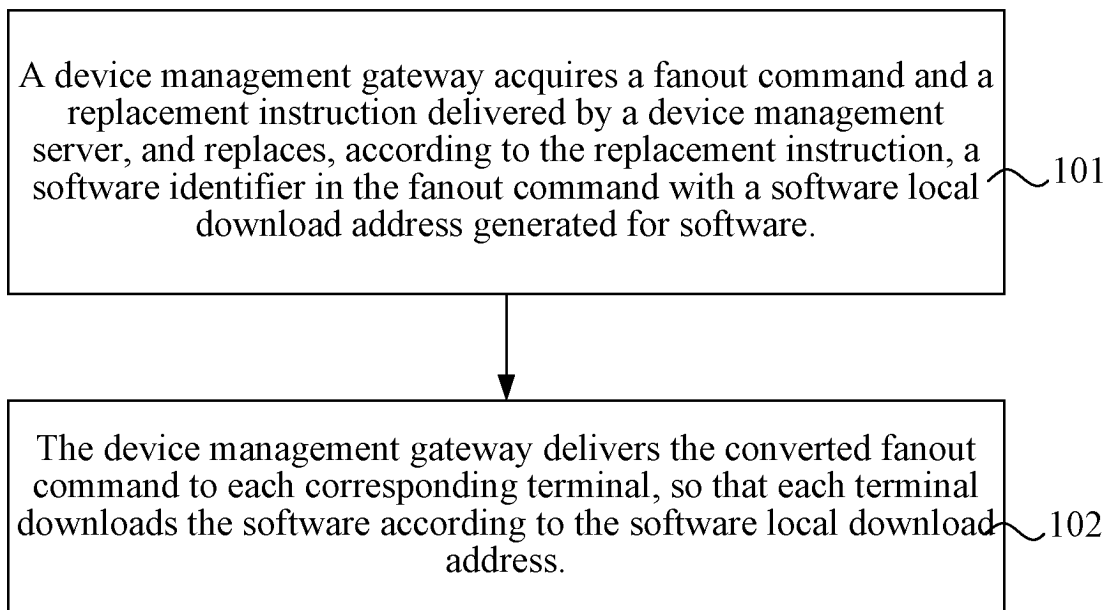 A device management gateway acquires a fanout command and a
replacement instruction delivered by a device management
server, and replaces, according to the replacement instruction, a
software identifier in the fanout command with a software local
download address generated for software.
101
The device management gateway delivers the converted fanout
command to each corresponding terminal, so that each terminal
downloads the software according to the software local download
address.
102